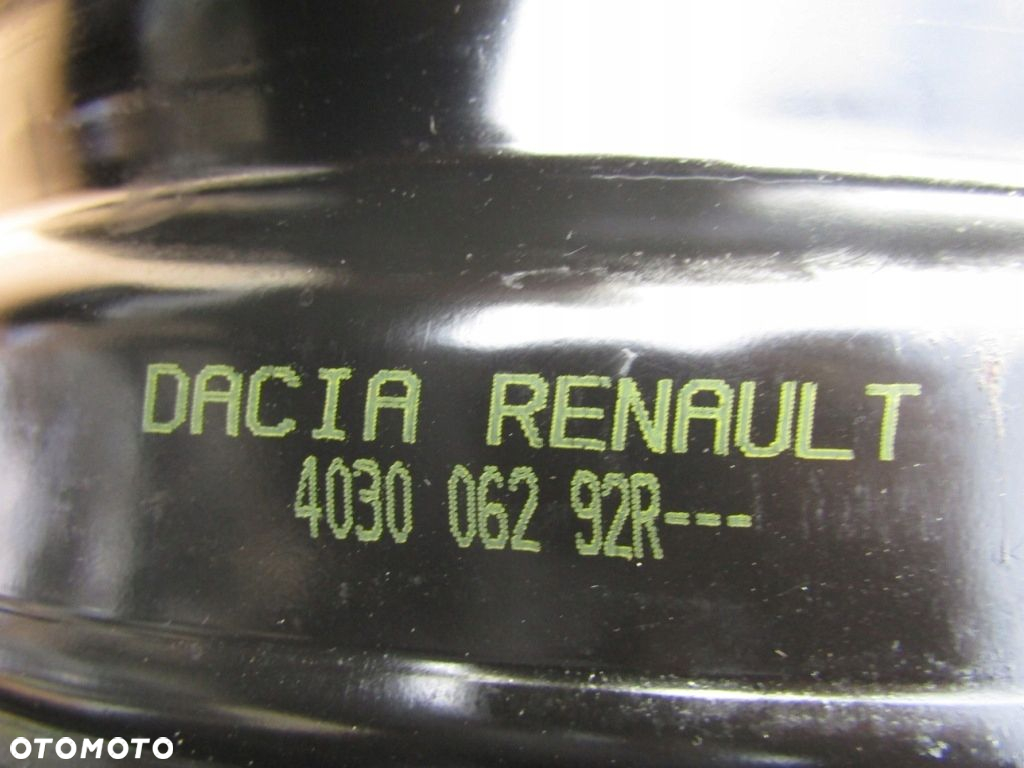 DACIA RENAULT
4030 062 92R---
OTOMOTO